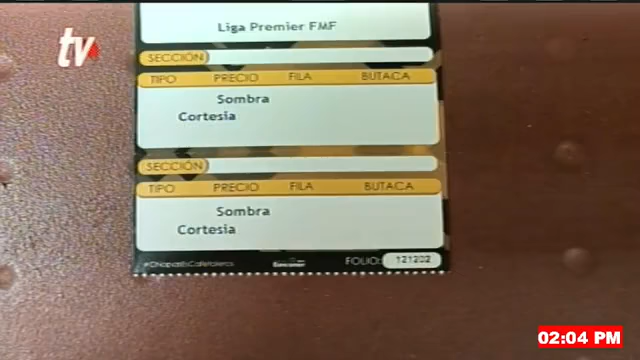 Liga Premier FMF
tv
SECCIÓN
TIPO PRECIO FILA BUTACA
Sombra
Cortesia
SECCIÓN
TIPO PRECIO FILA BUTACA
Sombra
Cortesia
FOLIO: 121202
02:04 PM